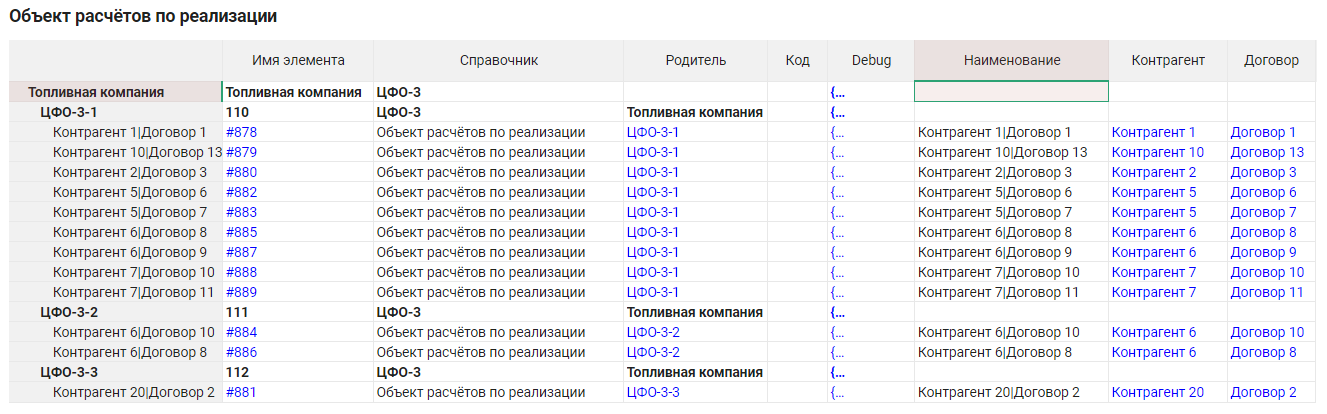 Объект расчётов по реализации
Имя элемента Справочник Родитель Код Debug Наименование Контрагент Договор
Топливная компания Топливная компания ЦФО-3 {...
ЦФО-3-1 110 ЦФО-3 Топливная компания {...
Контрагент 1|Договор 1 #878 Объект расчётов по реализации ЦФО-3-1 {... Контрагент 1|Договор 1 Контрагент 1 Договор 1
Контрагент 10|Договор 13 #879 Объект расчётов по реализации ЦФО-3-1 {... Контрагент 10|Договор 13 Контрагент 10 Договор 13
Контрагент 2|Договор 3 #880 Объект расчётов по реализации ЦФО-3-1 {... Контрагент 2|Договор 3 Контрагент 2 Договор 3
Контрагент 5|Договор 6 #882 Объект расчётов по реализации ЦФО-3-1 {... Контрагент 5|Договор 6 Контрагент 5 Договор 6
Контрагент 5|Договор 7 #883 Объект расчётов по реализации ЦФО-3-1 {... Контрагент 5|Договор 7 Контрагент 5 Договор 7
Контрагент 6|Договор 8 #885 Объект расчётов по реализации ЦФО-3-1 {... Контрагент 6|Договор 8 Контрагент 6 Договор 8
Контрагент 6|Договор 9 #887 Объект расчётов по реализации ЦФО-3-1 {... Контрагент 6|Договор 9 Контрагент 6 Договор 9
Контрагент 7|Договор 10 #888 Объект расчётов по реализации ЦФО-3-1 {... Контрагент 7|Договор 10 Контрагент 7 Договор 10
Контрагент 7|Договор 11 #889 Объект расчётов по реализации ЦФО-3-1 {... Контрагент 7|Договор 11 Контрагент 7 Договор 11
ЦФО-3-2 111 ЦФО-3 Топливная компания {...
Контрагент 6|Договор 10 #884 Объект расчётов по реализации ЦФО-3-2 {... Контрагент 6|Договор 10 Контрагент 6 Договор 10
Контрагент 6|Договор 8 #886 Объект расчётов по реализации ЦФО-3-2 {... Контрагент 6|Договор 8 Контрагент 6 Договор 8
ЦФО-3-3 112 ЦФО-3 Топливная компания {...
Контрагент 20|Договор 2 #881 Объект расчётов по реализации ЦФО-3-3 {... Контрагент 20|Договор 2 Контрагент 20 Договор 2